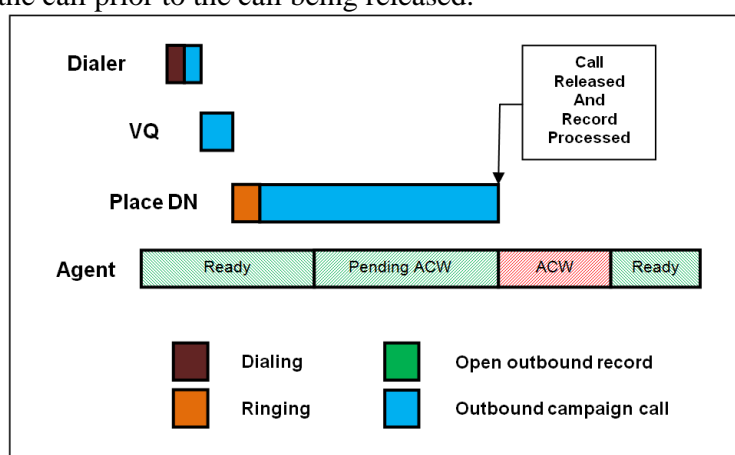 the call prior to the call being released.
Dialer
Call
Released
And
Record
Processed
VQ
Place DN
Agent
Ready
Pending ACW
ACW
Ready
Dialing
Open outbound record
Ringing
Outbound campaign call